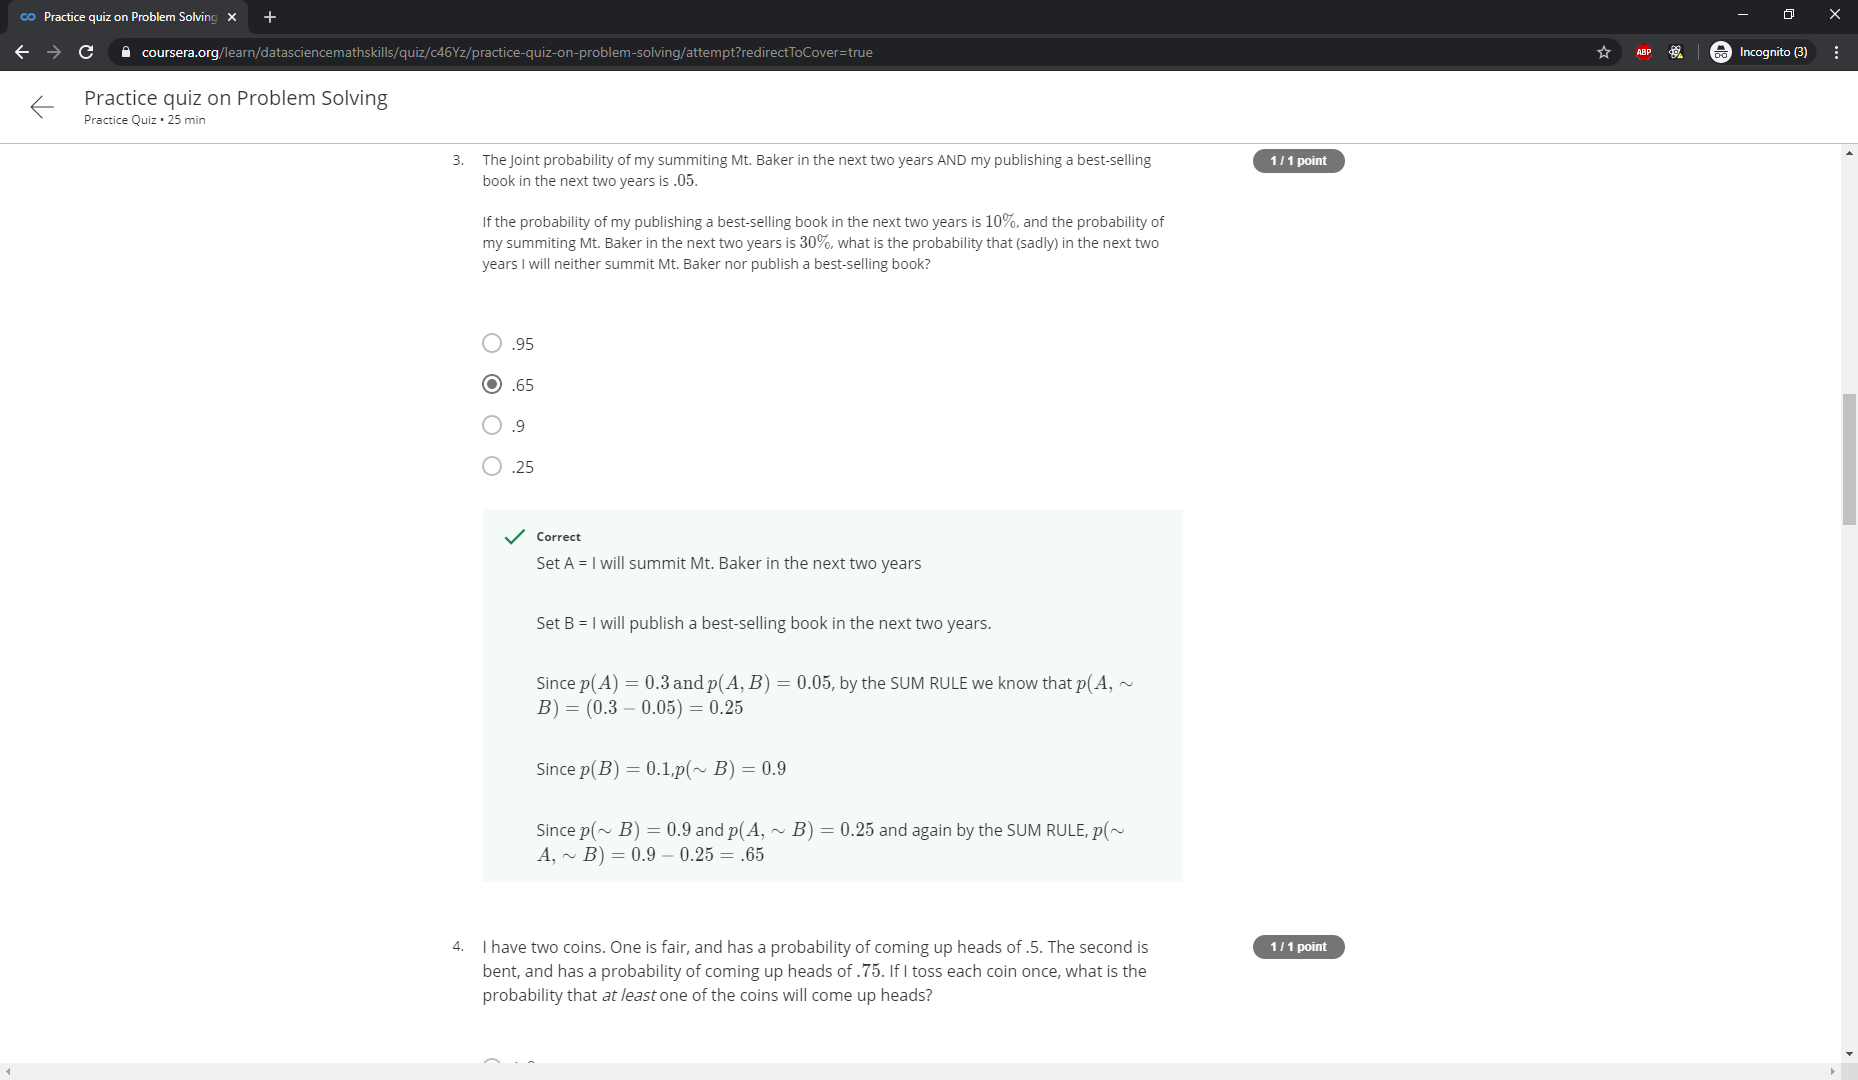 Practice quiz on Problem Solving
coursera.org/learn/datasciencemathskills/quiz/c46Yz/practice-quiz-on-problem-solving/attempt?redirectToCover=true
ABP
Incognito (3)
Practice quiz on Problem Solving
Practice Quiz • 25 min
3. The Joint probability of my summiting Mt. Baker in the next two years AND my publishing a best-selling
1 / 1 point
book in the next two years is .05.
If the probability of my publishing a best-selling book in the next two years is 10%, and the probability of
my summiting Mt. Baker in the next two years is 30%, what is the probability that (sadly) in the next two
years I will neither summit Mt. Baker nor publish a best-selling book?
.95
.65
.9
.25
Correct
Set A = I will summit Mt. Baker in the next two years
Set B = I will publish a best-selling book in the next two years.
Since p(A) = 0.3 and p(A, B) = 0.05, by the SUM RULE we know that p(A, ∼
B) = (0.3 − 0.05) = 0.25
Since p(B) = 0.1,p(∼ B) = 0.9
Since p(∼ B) = 0.9 and p(A, ∼ B) = 0.25 and again by the SUM RULE, p(∼
A, ∼ B) = 0.9 − 0.25 = .65
4. I have two coins. One is fair, and has a probability of coming up heads of .5. The second is
1 / 1 point
bent, and has a probability of coming up heads of .75. If I toss each coin once, what is the
probability that at least one of the coins will come up heads?